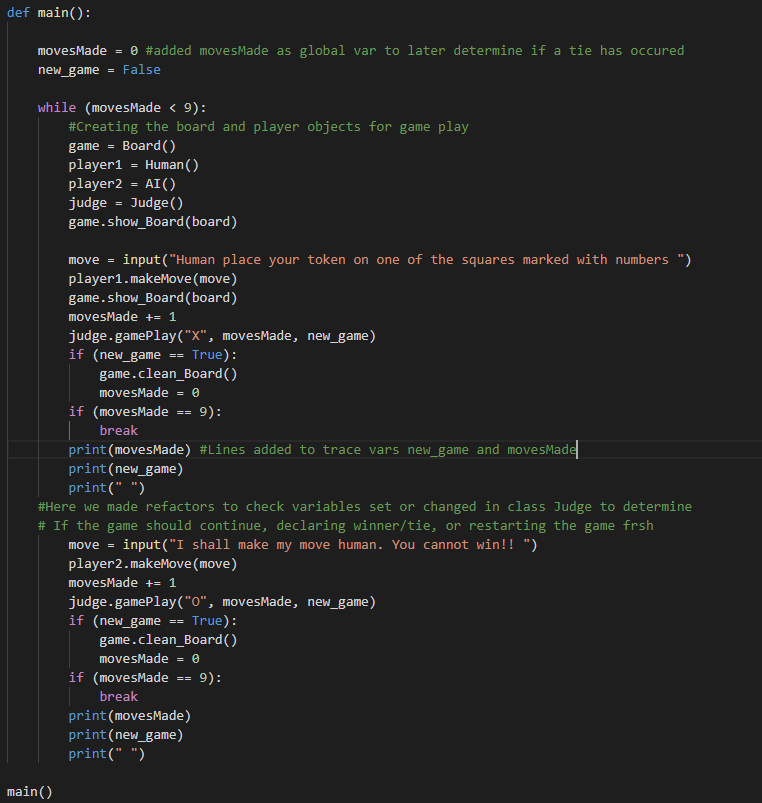 def main():
movesMade = 0 #added movesMade as global var to later determine if a tie has occured
new_game = False
while (movesMade < 9):
#Creating the board and player objects for game play
game = Board()
player1 = Human()
player2 = AI()
judge = Judge()
game.show_Board(board)
move = input("Human place your token on one of the squares marked with numbers ")
player1.makeMove(move)
game.show_Board(board)
movesMade += 1
judge.gamePlay("X", movesMade, new_game)
if (new_game == True):
game.clean_Board()
movesMade = 0
if (movesMade == 9):
break
print(movesMade) #Lines added to trace vars new_game and movesMade
print(new_game)
print(" ")
#Here we made refactors to check variables set or changed in class Judge to determine
# If the game should continue, declaring winner/tie, or restarting the game frsh
move = input("I shall make my move human. You cannot win!! ")
player2.makeMove(move)
movesMade += 1
judge.gamePlay("O", movesMade, new_game)
if (new_game == True):
game.clean_Board()
movesMade = 0
if (movesMade == 9):
break
print(movesMade)
print(new_game)
print(" ")
main()